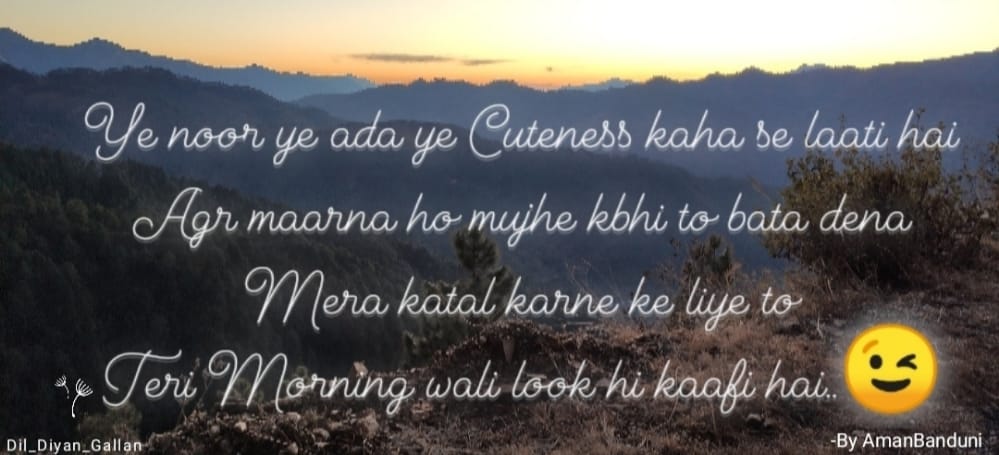 Ye noor ye ada ye Cuteness kaha se laati hai
Agr maarna ho mujhe kbhi to bata dena
Mera katal karne ke liye to
Teri Morning wali look hi kaafi hai..
Dil_Diyan_Gallan
-By AmanBanduni